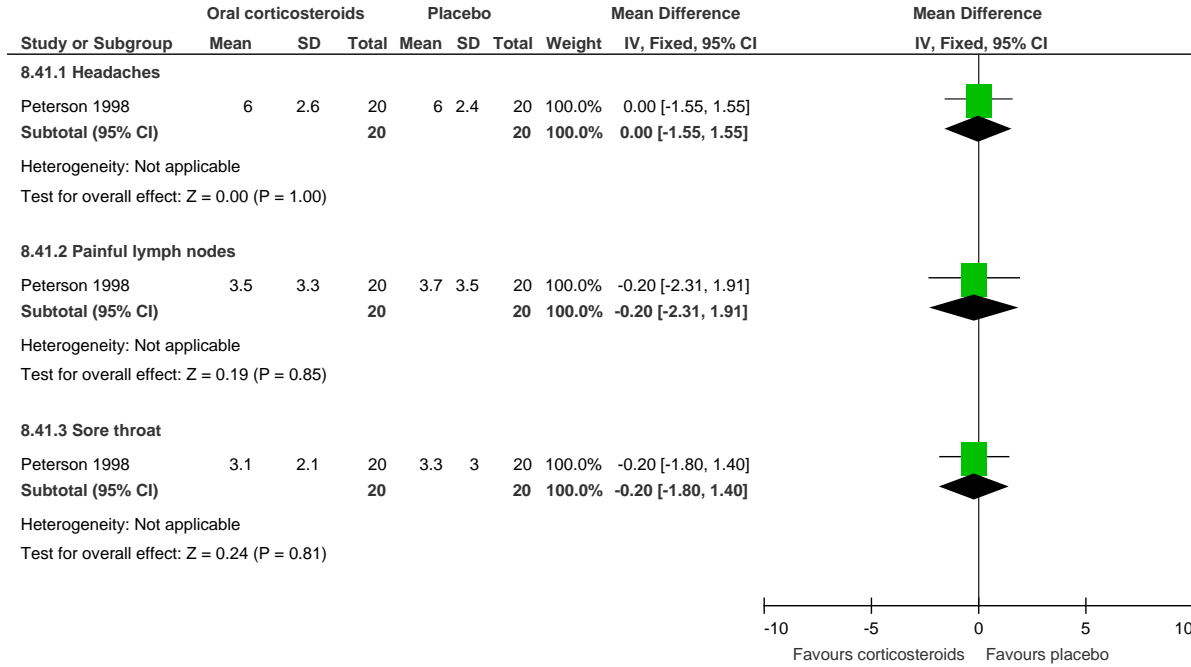 Oral corticosteroids Placebo Mean Difference Mean Difference
Study or Subgroup Mean SD Total Mean SD Total Weight IV, Fixed, 95% CI IV, Fixed, 95% CI
8.41.1 Headaches
Peterson 1998 6 2.6 20 6 2.4 20 100.0% 0.00 [-1.55, 1.55]
Subtotal (95% CI) 20 20 100.0% 0.00 [-1.55, 1.55]
Heterogeneity: Not applicable
Test for overall effect: Z = 0.00 (P = 1.00)
8.41.2 Painful lymph nodes
Peterson 1998 3.5 3.3 20 3.7 3.5 20 100.0% -0.20 [-2.31, 1.91]
Subtotal (95% CI) 20 20 100.0% -0.20 [-2.31, 1.91]
Heterogeneity: Not applicable
Test for overall effect: Z = 0.19 (P = 0.85)
8.41.3 Sore throat
Peterson 1998 3.1 2.1 20 3.3 3 20 100.0% -0.20 [-1.80, 1.40]
Subtotal (95% CI) 20 20 100.0% -0.20 [-1.80, 1.40]
Heterogeneity: Not applicable
Test for overall effect: Z = 0.24 (P = 0.81)
-10 -5 0 5 10
Favours corticosteroids Favours placebo